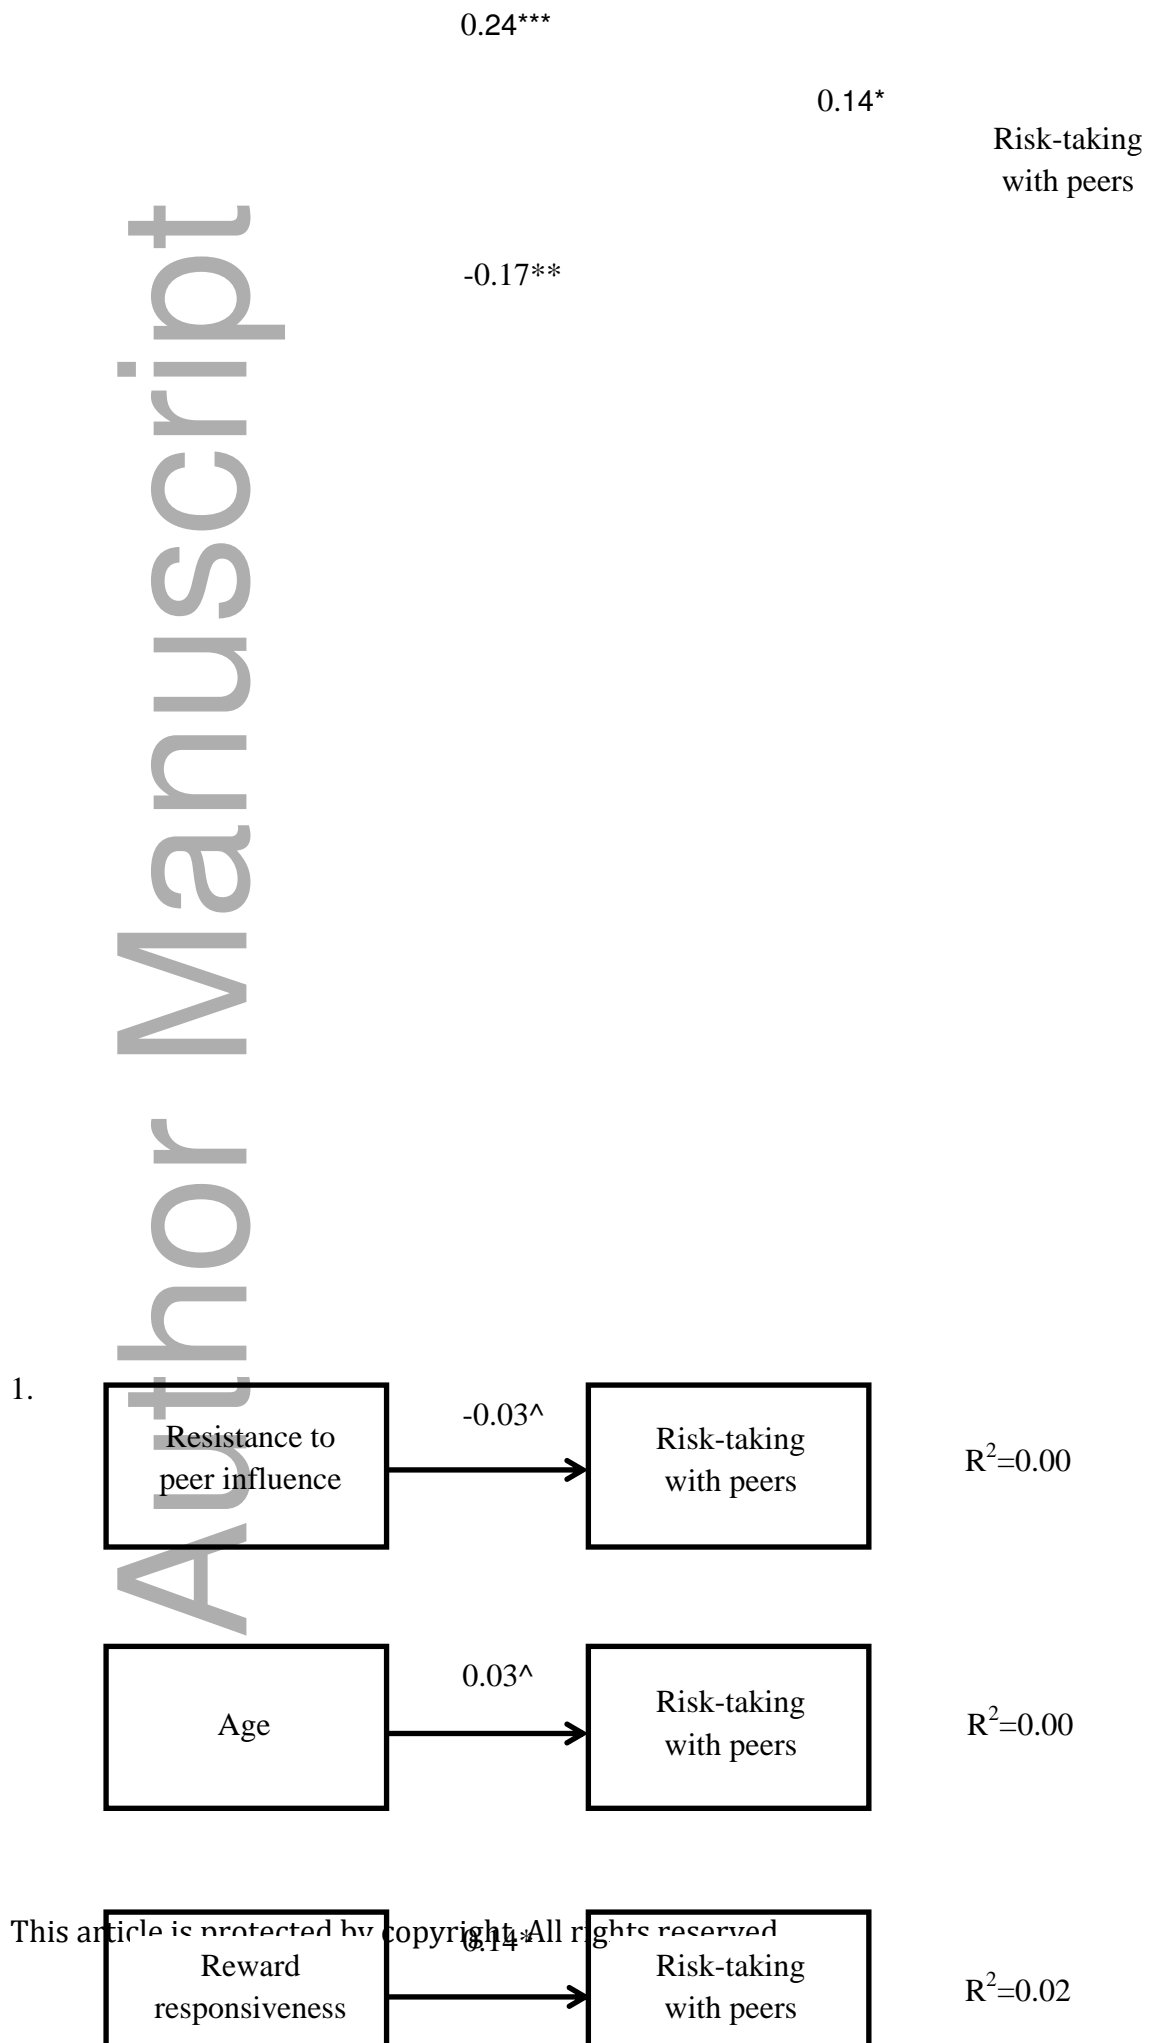 0.24***
0.14*
Risk-taking
with peers
-0.17**
Author Manuscript
1.
Resistance to
peer influence
-0.03^
Risk-taking
with peers
R²=0.00
Age
0.03^
Risk-taking
with peers
R²=0.00
This article is protected by copyright. All rights reserved
Reward
responsiveness
0.14*
Risk-taking
with peers
R²=0.02